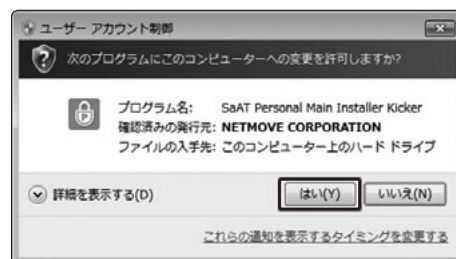 ユーザー アカウント制御
次のプログラムにこのコンピューターへの変更を許可しますか?
プログラム名: SaAT Personal Main Installer Kicker
確認済みの発行元: NETMOVE CORPORATION
ファイルの入手先: このコンピューター上のハード ドライブ
詳細を表示する(D) はい(Y) いいえ(N)
これらの通知を表示するタイミングを変更する